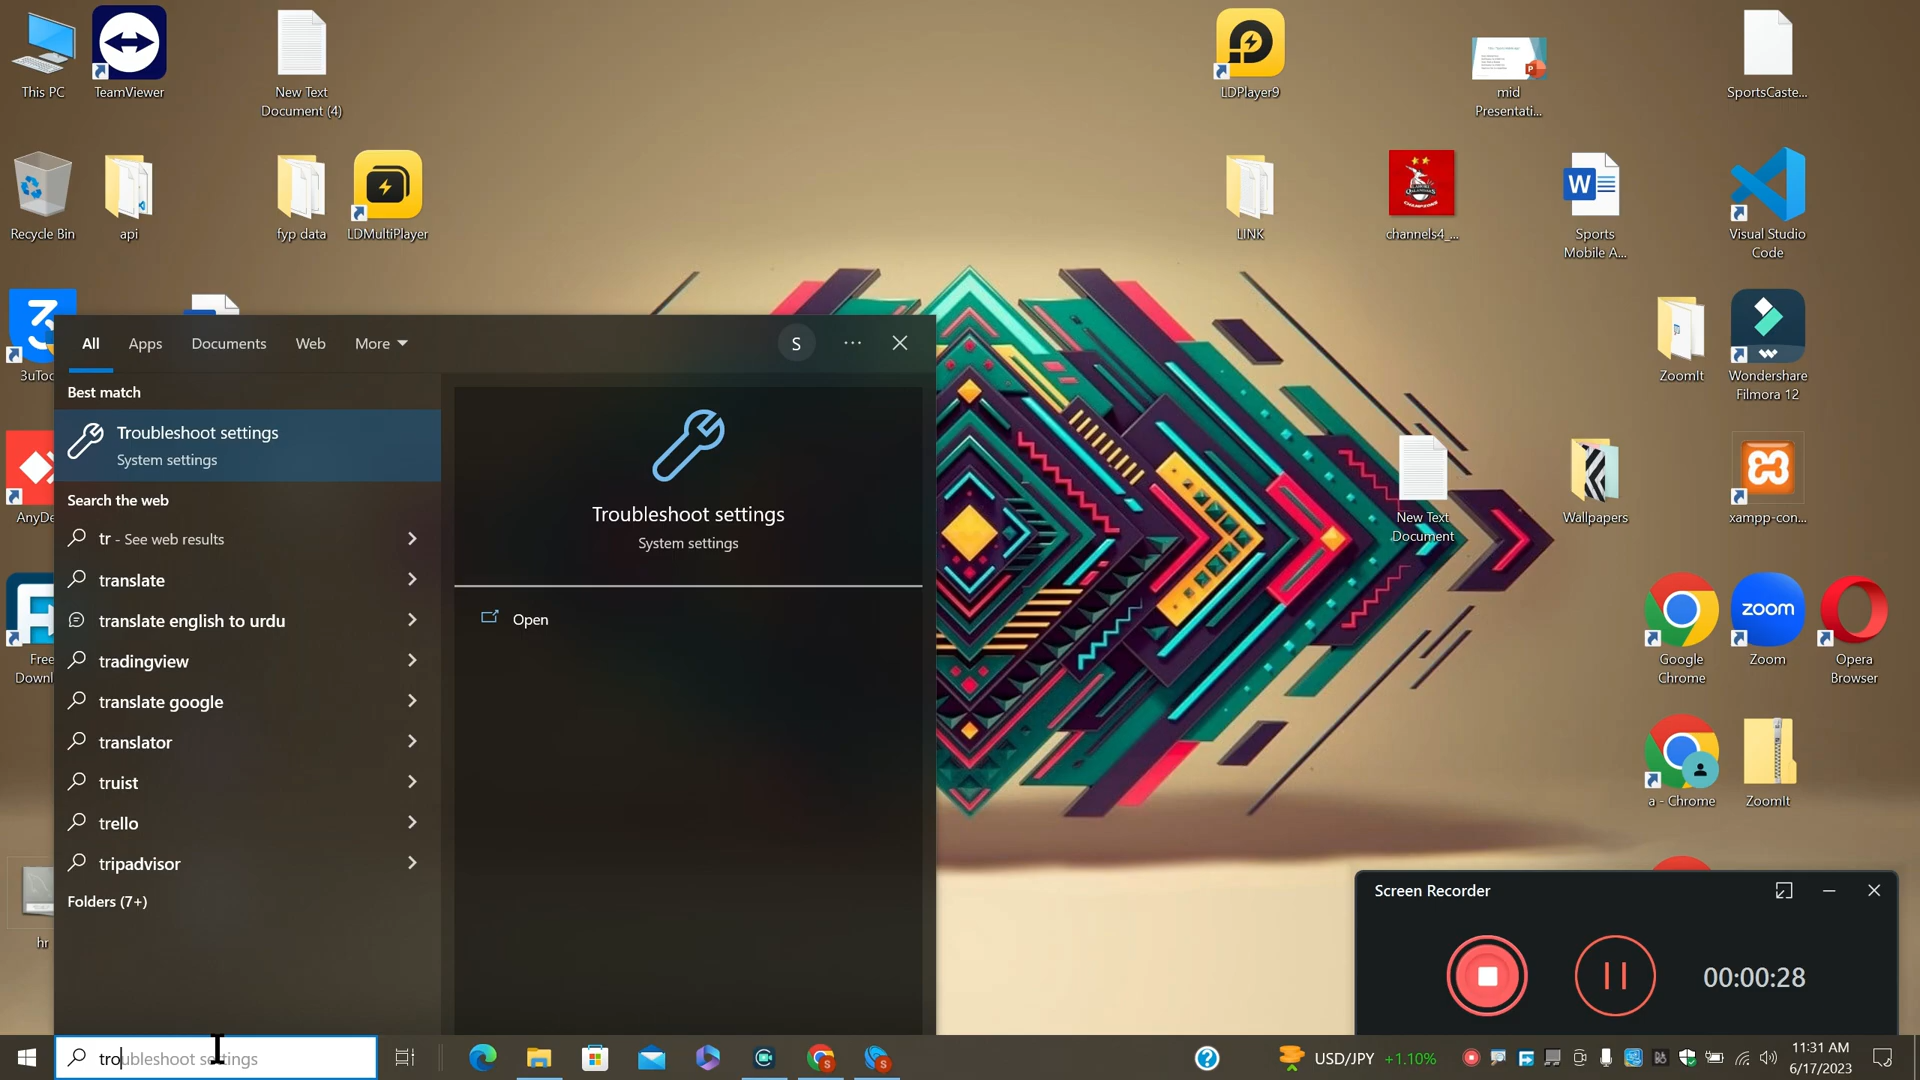 This PC
TeamViewer
New Text
Document (4)
LDPlayer9
mid
Presentati...
SportsCaste...
Recycle Bin
api
fyp data
LDMultiPlayer
LINK
channels4_...
Sports
Mobile A...
Visual Studio
Code
ZoomIt
Wondershare
Filmora 12
New Text
Document
Wallpapers
xampp-con...
Google
Chrome
zoom
Zoom
Opera
Browser
a - Chrome
ZoomIt
3uToo
AnyDe
Free
Downl
hr
All
Apps
Documents
Web
More
S
Best match
Troubleshoot settings
System settings
Search the web
tr - See web results
translate
translate english to urdu
tradingview
translate google
translator
truist
trello
tripadvisor
Folders (7+)
Troubleshoot settings
System settings
Open
Screen Recorder
00:00:28
troubleshoot settings
USD/JPY +1.10%
11:31 AM
6/17/2023